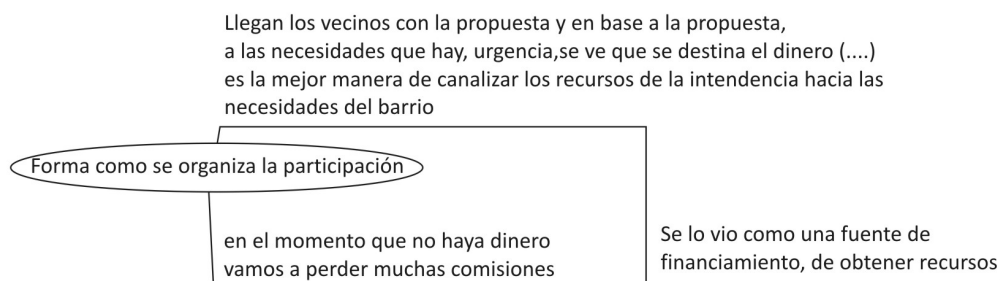 Llegan los vecinos con la propuesta y en base a la propuesta,
a las necesidades que hay, urgencia,se ve que se destina el dinero (....)
es la mejor manera de canalizar los recursos de la intendencia hacia las
necesidades del barrio
Forma como se organiza la participación
en el momento que no haya dinero
vamos a perder muchas comisiones
Se lo vio como una fuente de
financiamiento, de obtener recursos